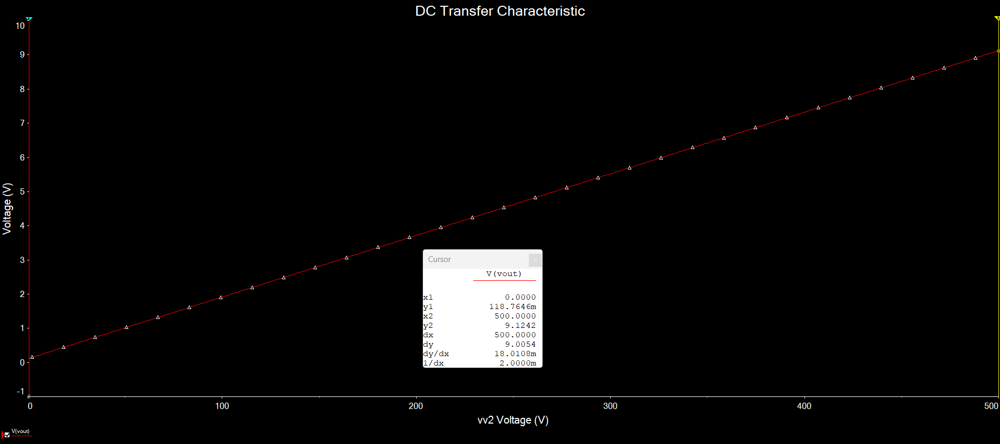 DC Transfer Characteristic
10
9
8
7
6
5
4
3
2
1
0
-1
Voltage (V)
Cursor
V(vout)
x1 0.0000
y1 118.7646m
x2 500.0000
y2 9.1242
dx 500.0000
dy 9.0054
dy/dx 18.0108m
1/dx 2.0000m
0 100 200 300 400 500
vv2 Voltage (V)
V(vout)